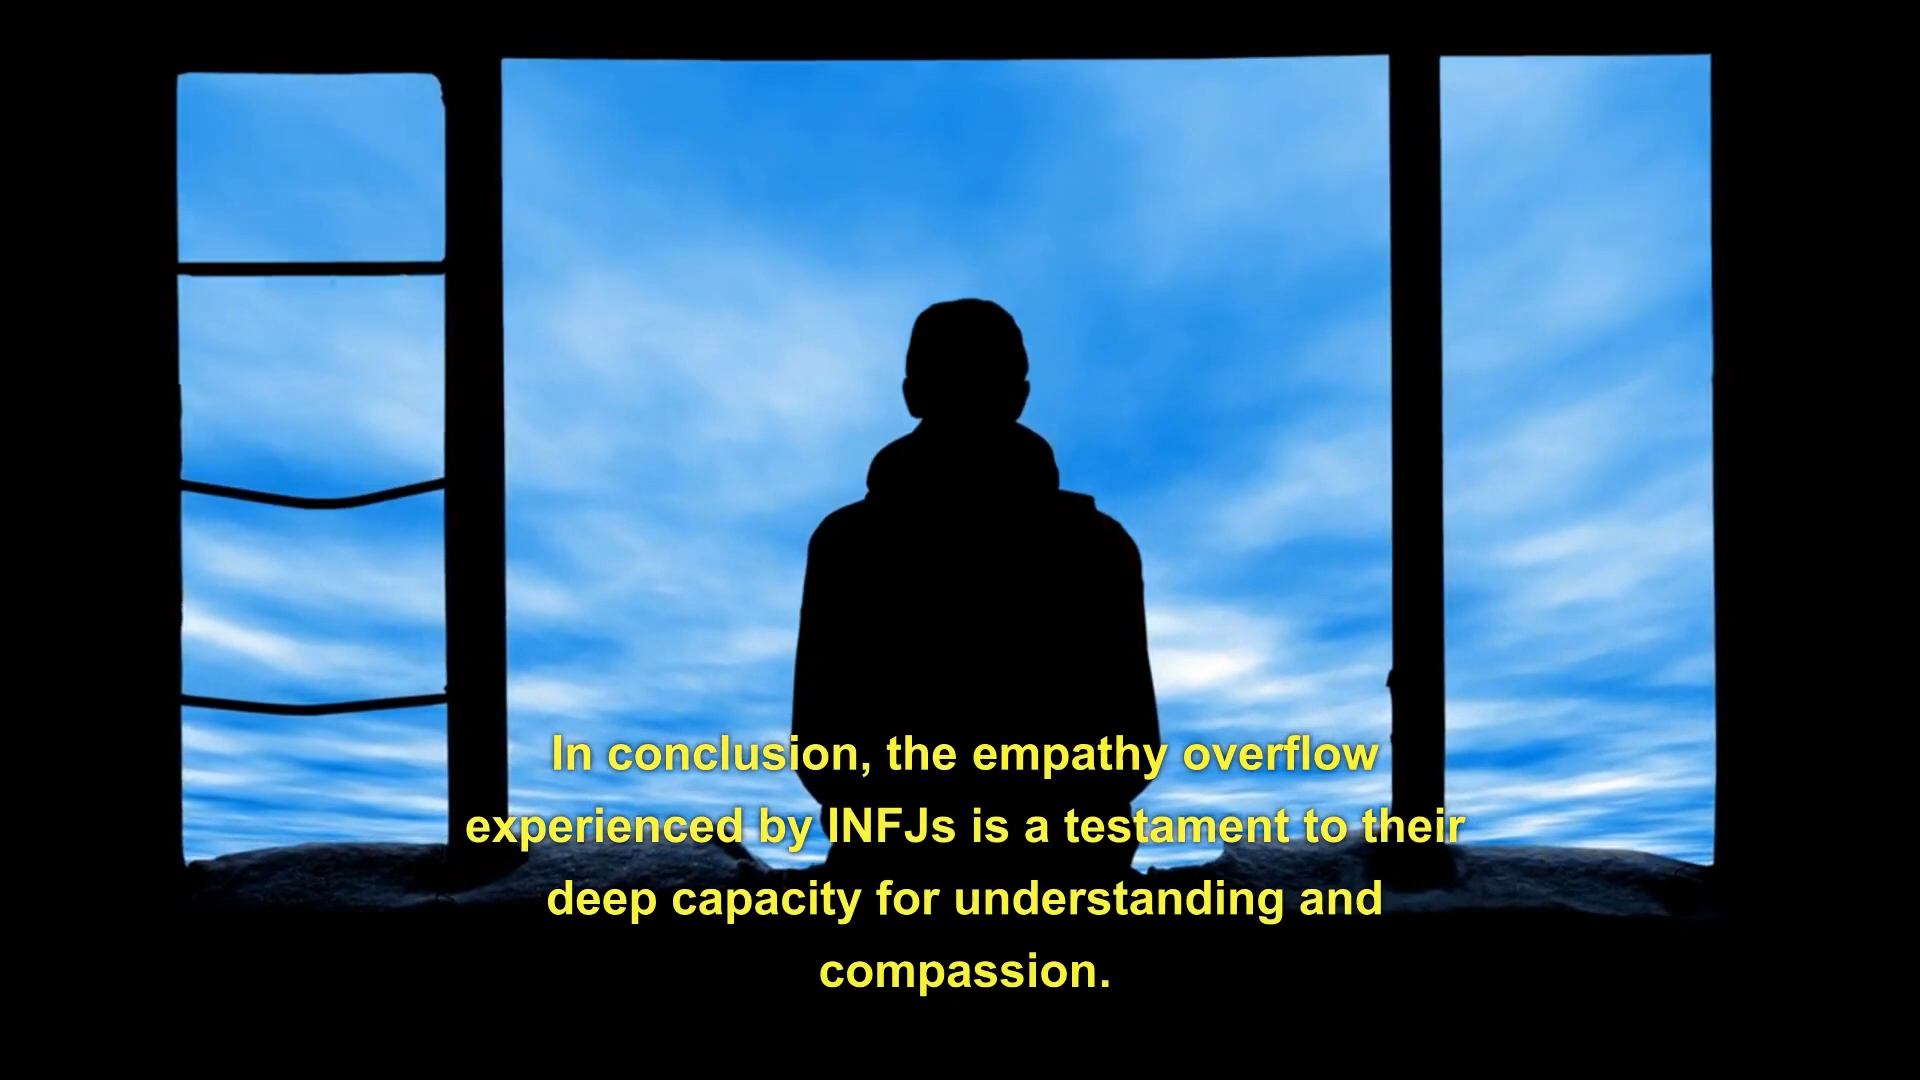 In conclusion, the empathy overflow
experienced by INFJs is a testament to their
deep capacity for understanding and
compassion.